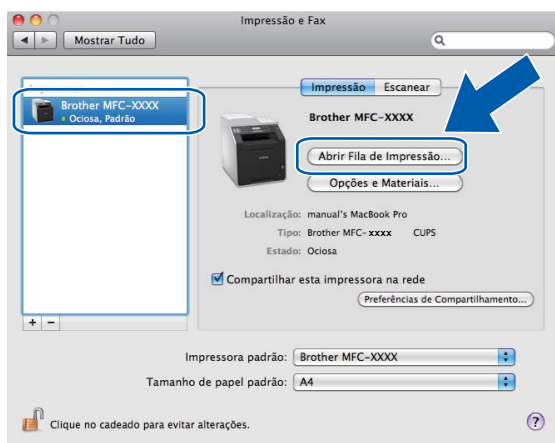 Impressão e Fax
Mostrar Tudo
Impressão Escanear
Brother MFC-XXXX
Ociosa, Padrão
Brother MFC-XXXX
Abrir Fila de Impressão...
Opções e Materiais...
Localização: manual's MacBook Pro
Tipo: Brother MFC-xxxx CUPS
Estado: Ociosa
Compartilhar esta impressora na rede
Preferências de Compartilhamento...
+ −
Impressora padrão: Brother MFC-XXXX
Tamanho de papel padrão: A4
Clique no cadeado para evitar alterações.
?